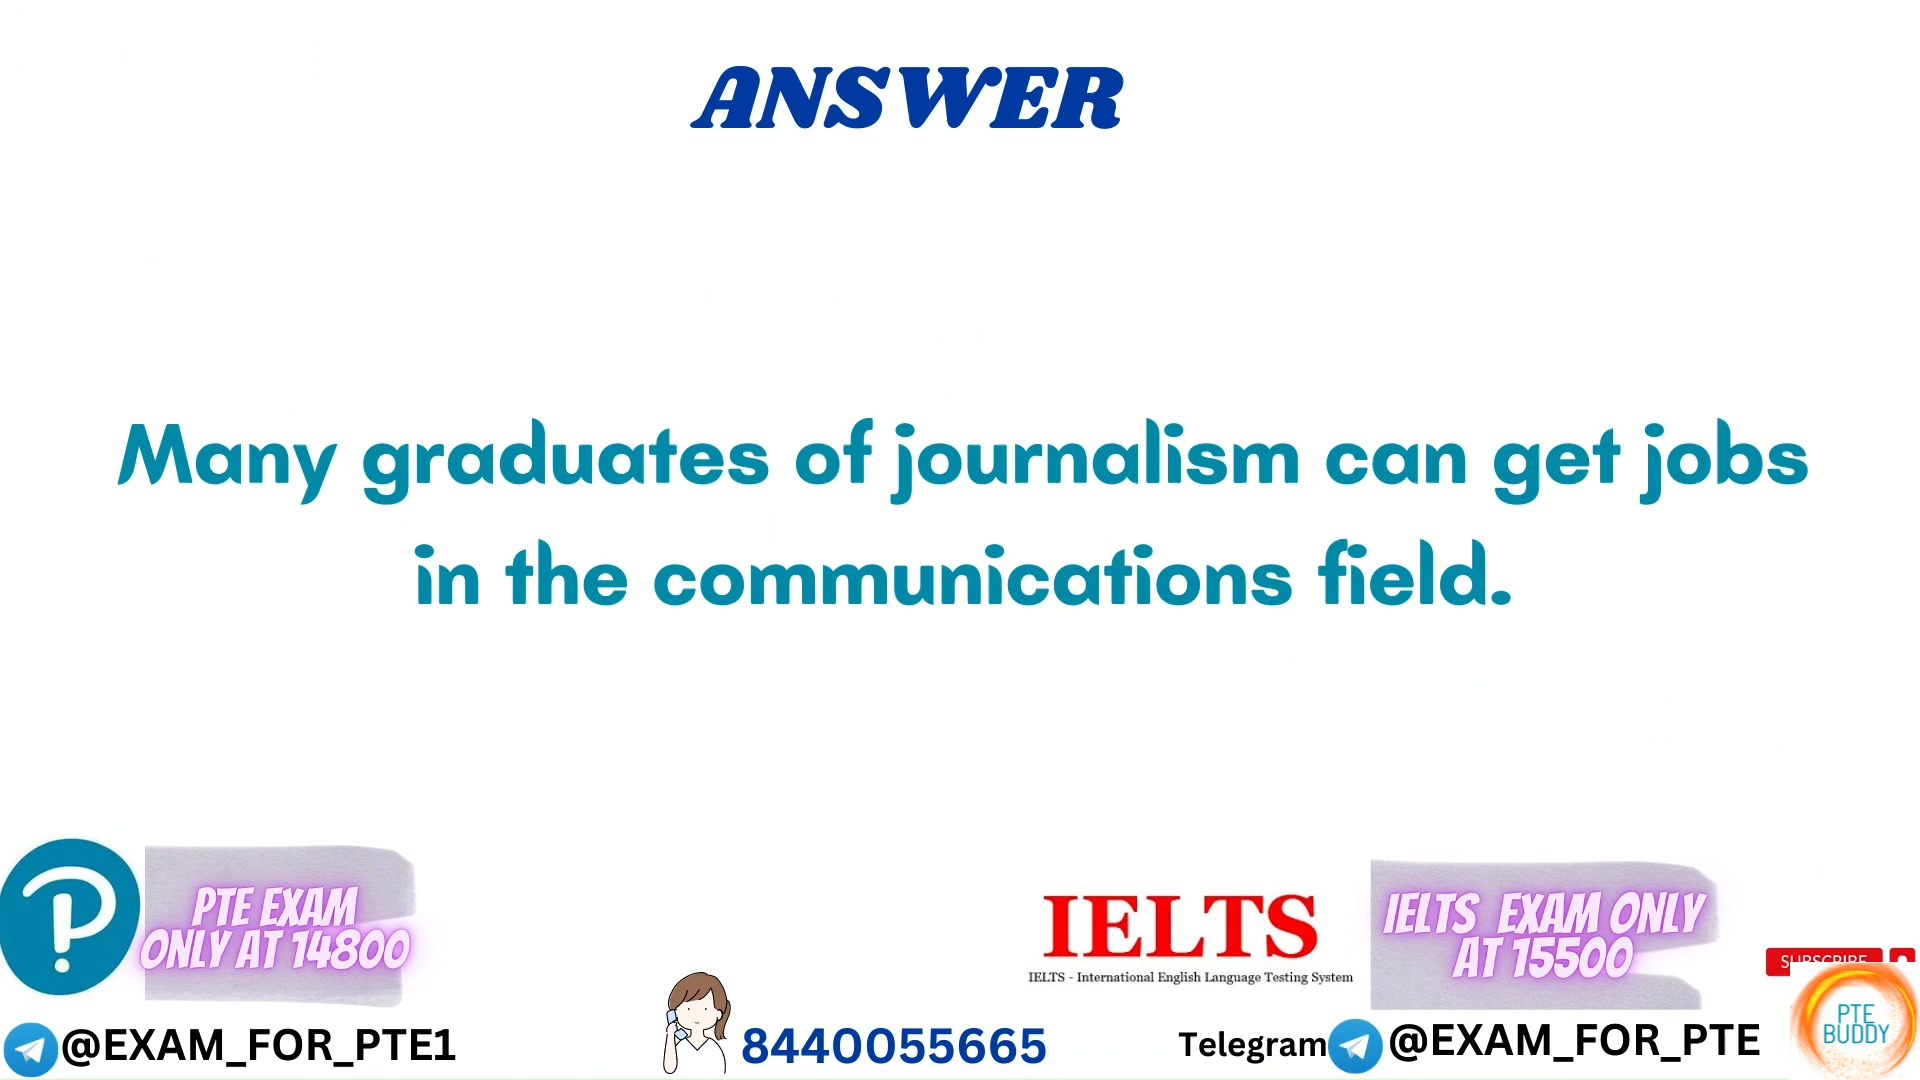 ANSWER
Many graduates of journalism can get jobs
in the communications field.
PTE EXAM
ONLY AT 14800
IELTS
IELTS - International English Language Testing System
IELTS EXAM ONLY
AT 15500
SUBSCRIBE
@EXAM_FOR_PTE1
8440055665
Telegram
@EXAM_FOR_PTE
PTE
BUDDY